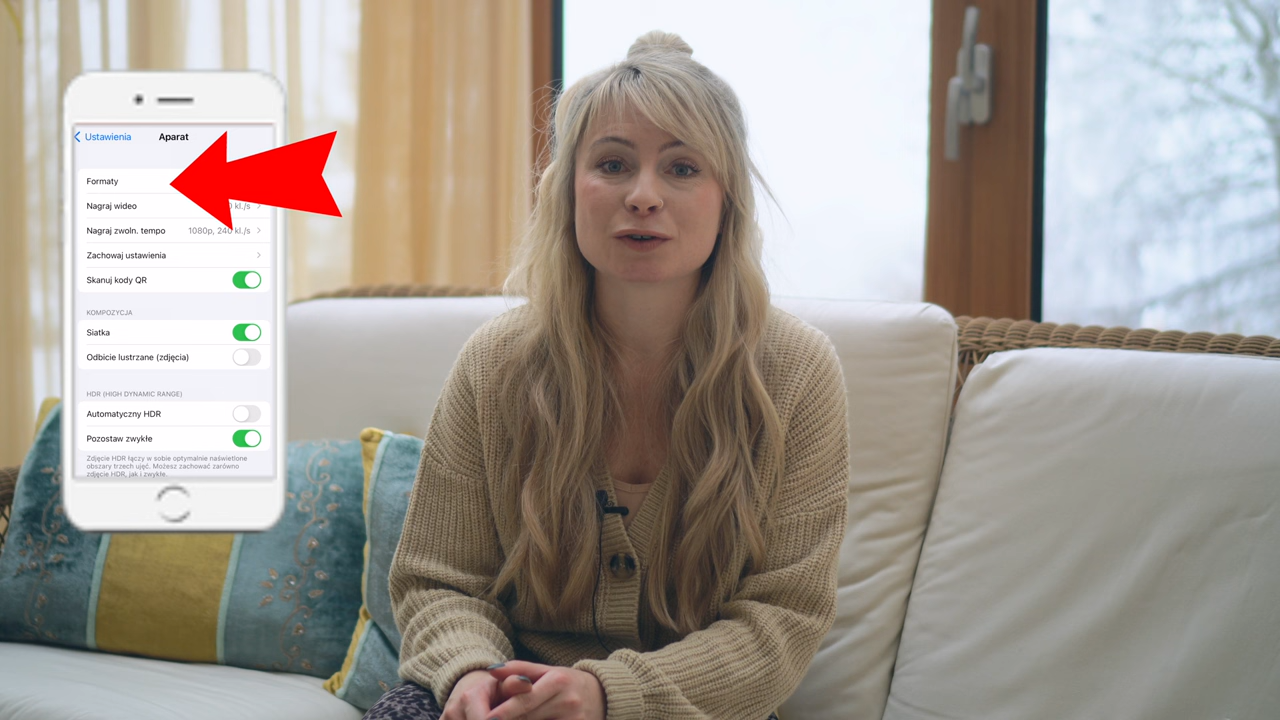 Ustawienia Aparat
Formaty
Nagraj wideo kl./s
Nagraj zwoln. tempo 1080p, 240 kl./s
Zachowaj ustawienia
Skanuj kody QR
KOMPOZYCJA
Siatka
Odbicie lustrzane (zdjęcia)
HDR (HIGH DYNAMIC RANGE)
Automatyczny HDR
Pozostaw zwykłe
Zdjęcie HDR łączy w sobie optymalnie naświetlone
obszary trzech ujęć. Możesz zachować zarówno
zdjęcie HDR, jak i zwykłe.